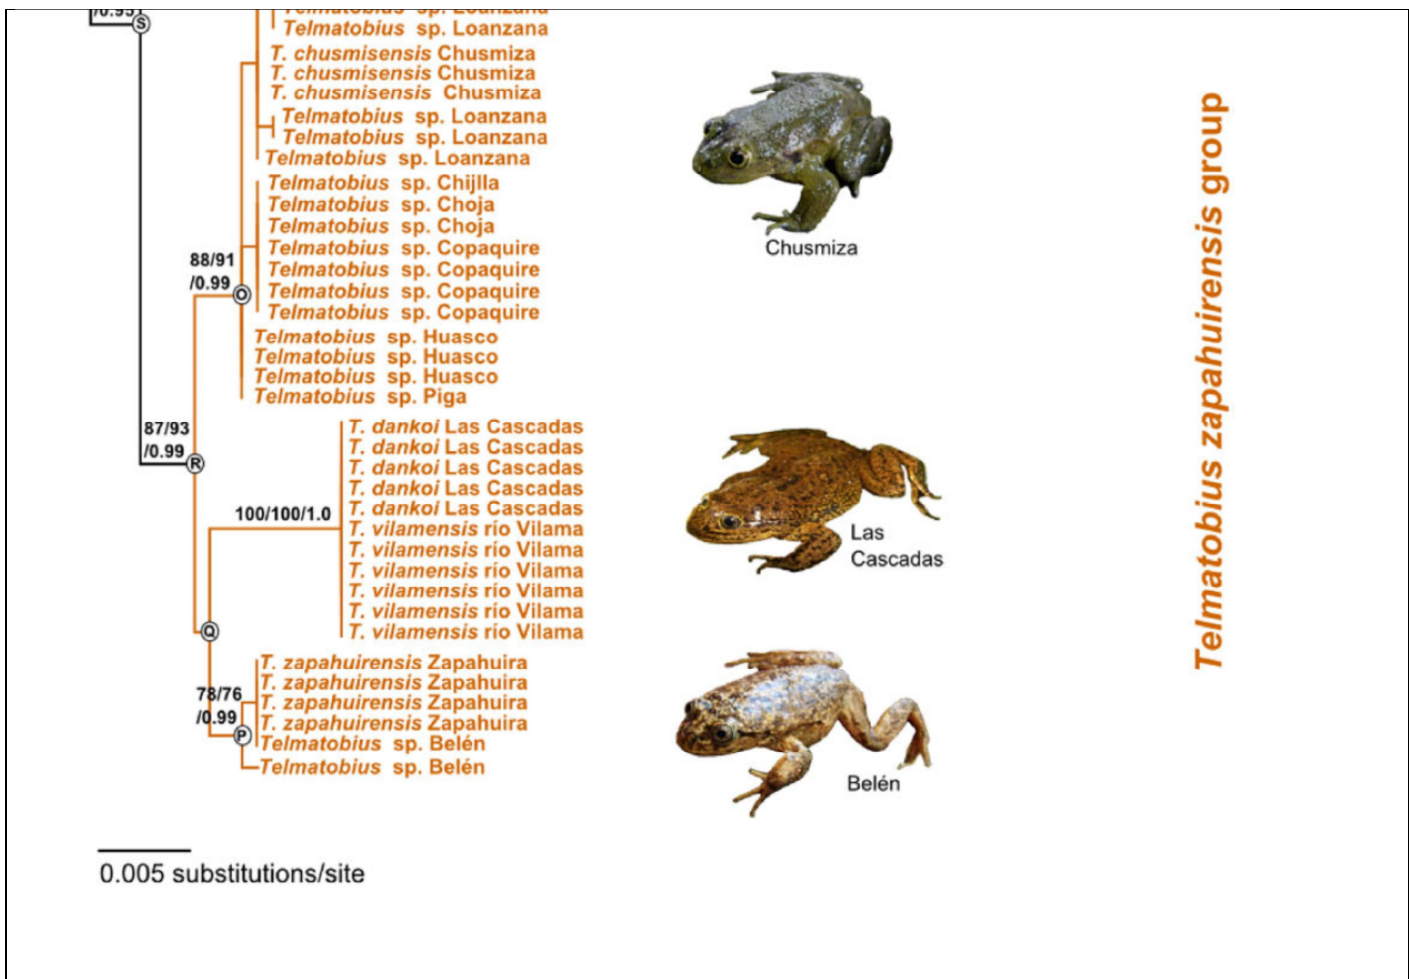 /0.95
S
Telmatobius sp. Loanzana
Telmatobius sp. Loanzana
T. chusmisensis Chusmiza
T. chusmisensis Chusmiza
T. chusmisensis Chusmiza
Telmatobius sp. Loanzana
Telmatobius sp. Loanzana
Telmatobius sp. Loanzana
Telmatobius sp. Chijlla
Telmatobius sp. Choja
Telmatobius sp. Choja
Telmatobius sp. Copaquire
Telmatobius sp. Copaquire
Telmatobius sp. Copaquire
Telmatobius sp. Copaquire
88/91
/0.99
O
Telmatobius sp. Huasco
Telmatobius sp. Huasco
Telmatobius sp. Huasco
Telmatobius sp. Piga
87/93
/0.99
R
T. dankoi Las Cascadas
T. dankoi Las Cascadas
T. dankoi Las Cascadas
T. dankoi Las Cascadas
T. dankoi Las Cascadas
100/100/1.0
T. vilamensis río Vilama
T. vilamensis río Vilama
T. vilamensis río Vilama
T. vilamensis río Vilama
T. vilamensis río Vilama
T. vilamensis río Vilama
Q
T. zapahuirensis Zapahuira
T. zapahuirensis Zapahuira
T. zapahuirensis Zapahuira
T. zapahuirensis Zapahuira
78/76
/0.99
P
Telmatobius sp. Belén
Telmatobius sp. Belén
Chusmiza
Las
Cascadas
Belén
Telmatobius zapahuirensis group
0.005 substitutions/site